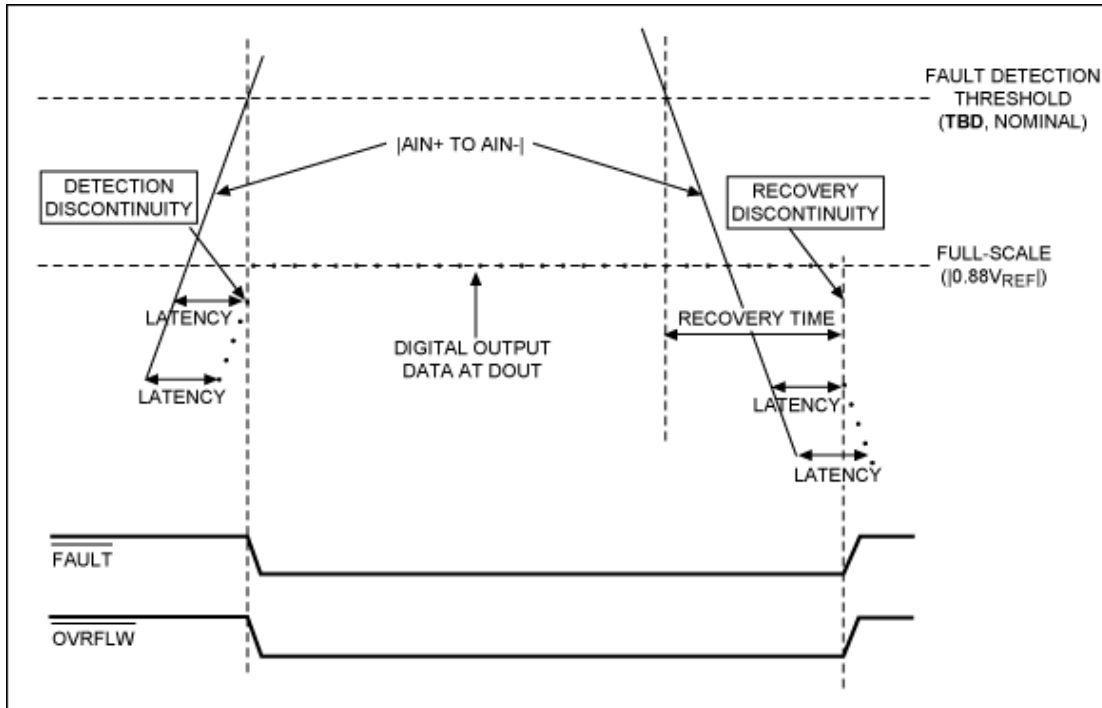 FAULT DETECTION
THRESHOLD
(TBD, NOMINAL)
|AIN+ TO AIN-|
DETECTION
DISCONTINUITY
RECOVERY
DISCONTINUITY
FULL-SCALE
(|0.88VREF|)
LATENCY
RECOVERY TIME
DIGITAL OUTPUT
DATA AT DOUT
LATENCY
LATENCY
LATENCY
FAULT
OVRFLW